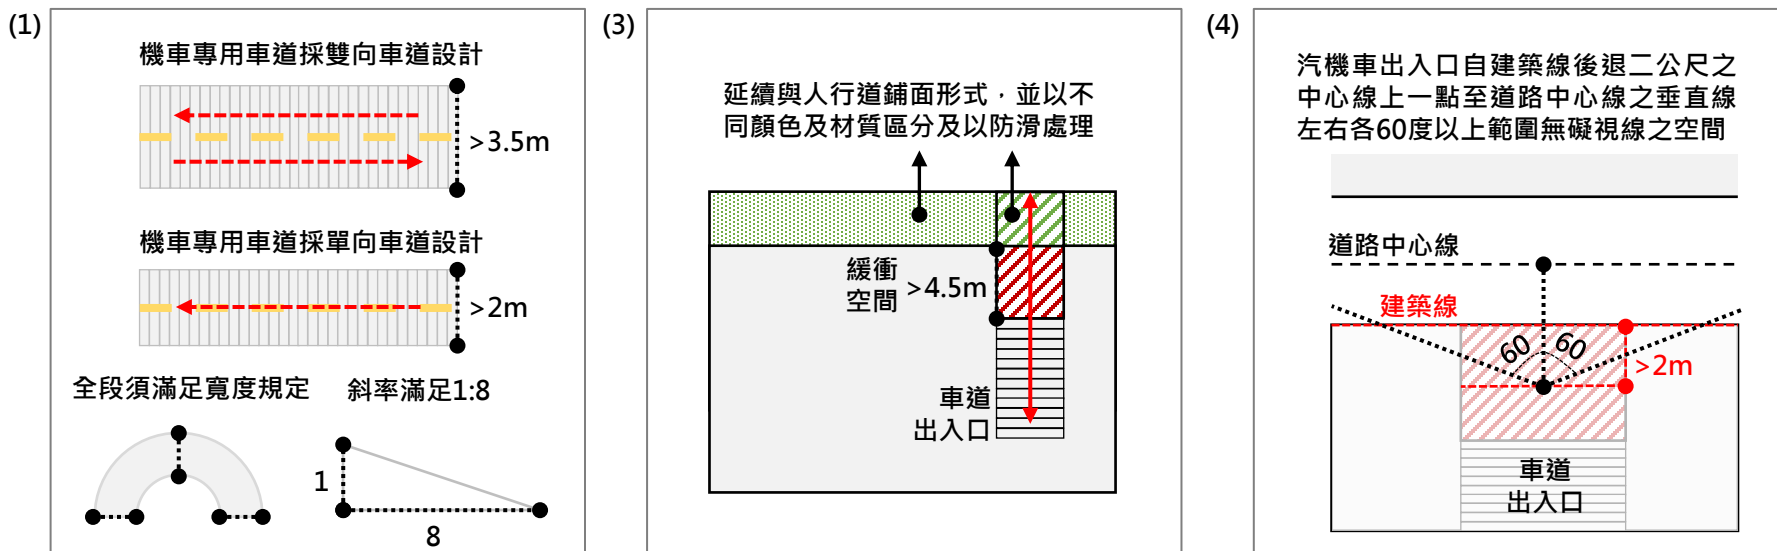 (1)
機車專用車道採雙向車道設計
>3.5m
機車專用車道採單向車道設計
>2m
全段須滿足寬度規定
斜率滿足1:8
1
8
(3)
延續與人行道鋪面形式，並以不
同顏色及材質區分及以防滑處理
緩衝
空間
>4.5m
車道
出入口
(4)
汽機車出入口自建築線後退二公尺之
中心線上一點至道路中心線之垂直線
左右各60度以上範圍無礙視線之空間
道路中心線
建築線
60
60
>2m
車道
出入口